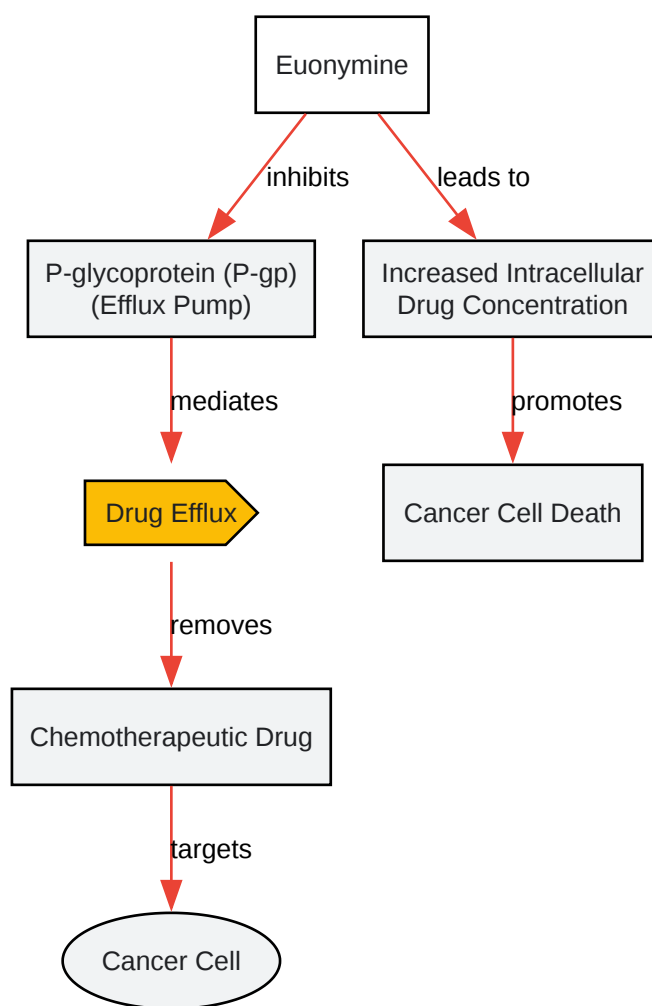 Euonymine
inhibits
leads to
P-glycoprotein (P-gp)
(Efflux Pump)
Increased Intracellular
Drug Concentration
mediates
promotes
Drug Efflux
Cancer Cell Death
removes
Chemotherapeutic Drug
targets
Cancer Cell